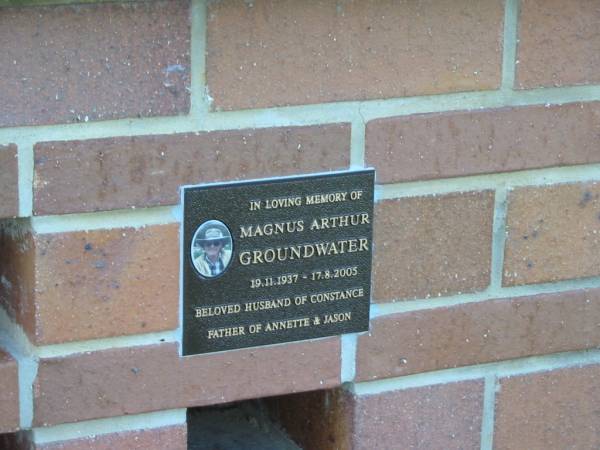 IN LOVING MEMORY OF
MAGNUS ARTHUR
GROUNDWATER
19.11.1937 - 17.8.2005
BELOVED HUSBAND OF CONSTANCE
FATHER OF ANNETTE & JASON